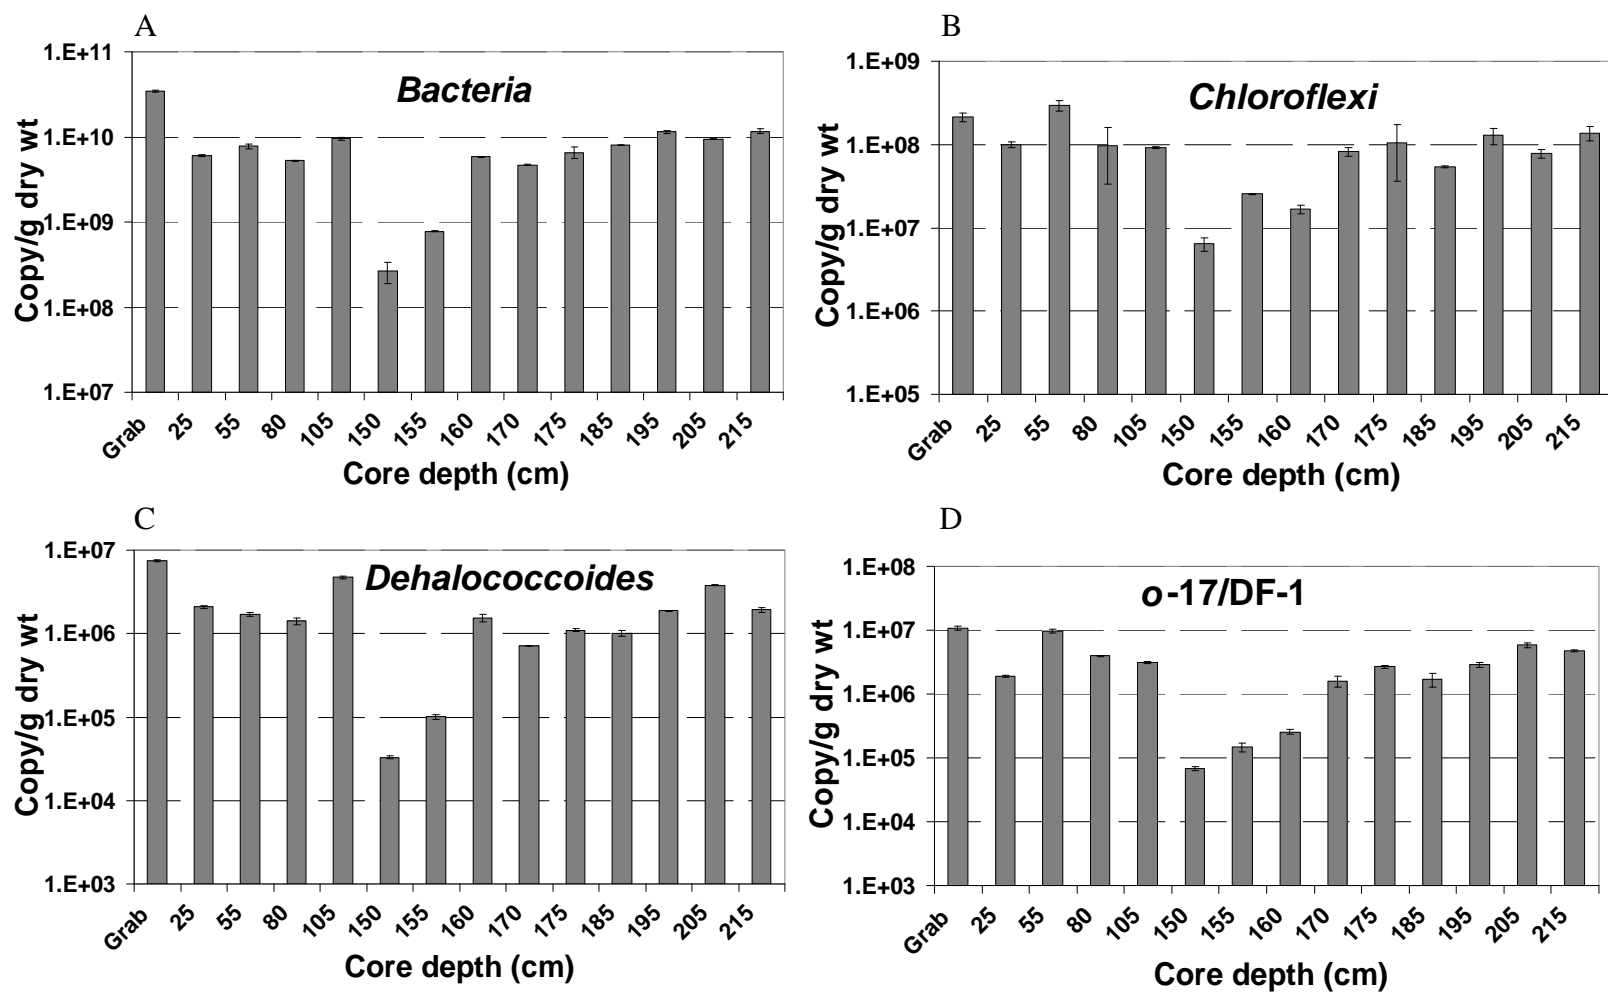 A
Bacteria
Copy/g dry wt
1.E+11
1.E+10
1.E+09
1.E+08
1.E+07
Grab 25 55 80 105 150 155 160 170 175 185 195 205 215
Core depth (cm)
B
Chloroflexi
Copy/g dry wt
1.E+09
1.E+08
1.E+07
1.E+06
1.E+05
Grab 25 55 80 105 150 155 160 170 175 185 195 205 215
Core depth (cm)
C
Dehalococcoides
Copy/g dry wt
1.E+07
1.E+06
1.E+05
1.E+04
1.E+03
Grab 25 55 80 105 150 155 160 170 175 185 195 205 215
Core depth (cm)
D
o-17/DF-1
Copy/g dry wt
1.E+08
1.E+07
1.E+06
1.E+05
1.E+04
1.E+03
Grab 25 55 80 105 150 155 160 170 175 185 195 205 215
Core depth (cm)